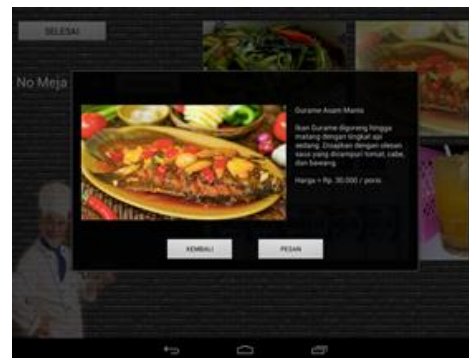 SELESAI
No Meja
Gurame Asam Manis
Ikan Gurame digoreng hingga
matang dengan tingkat api
sedang. Disajikan dengan olesan
saus yang dicampuri tomat, cabe,
dan bawang.
Harga = Rp. 30.000 / porsi
KEMBALI
PESAN